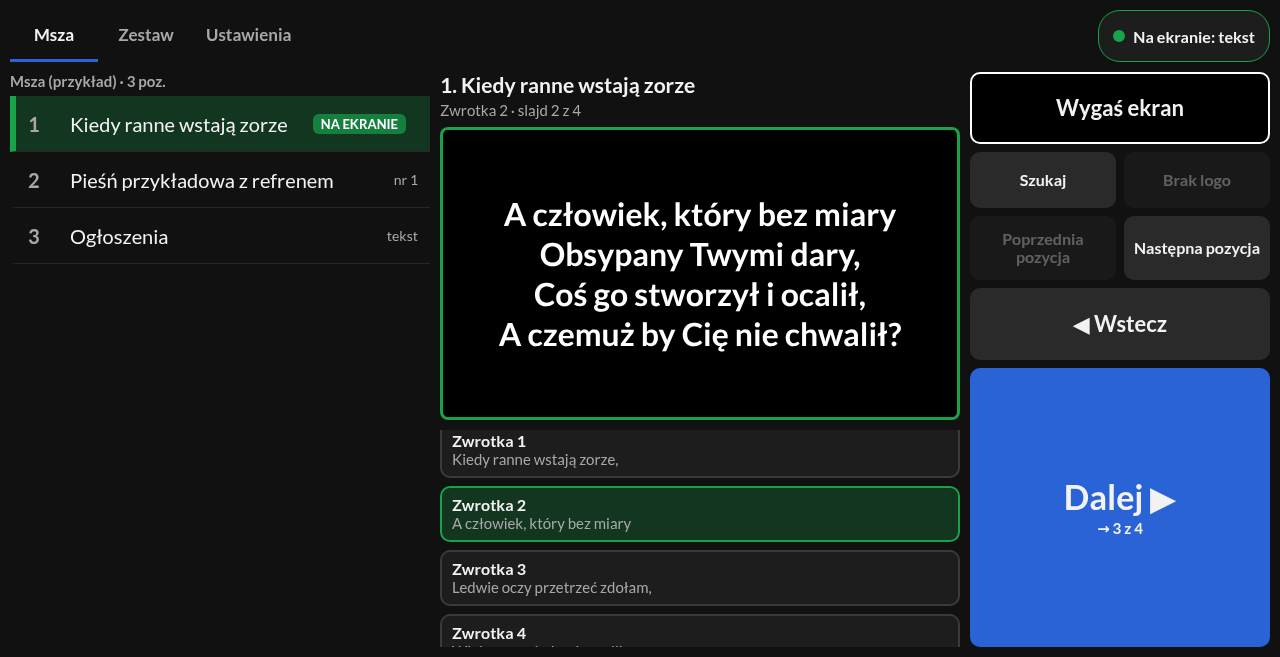 Msza
Zestaw
Ustawienia
Na ekranie: tekst
Msza (przykład) · 3 poz.
1 Kiedy ranne wstają zorze NA EKRANIE
2 Pieśń przykładowa z refrenem nr 1
3 Ogłoszenia tekst
1. Kiedy ranne wstają zorze
Zwrotka 2 · slajd 2 z 4
A człowiek, który bez miary
Obsypany Twymi dary,
Coś go stworzył i ocalił,
A czemuż by Cię nie chwalił?
Zwrotka 1
Kiedy ranne wstają zorze,
Zwrotka 2
A człowiek, który bez miary
Zwrotka 3
Ledwie oczy przetrzeć zdołam,
Zwrotka 4
Wygaś ekran
Szukaj
Brak logo
Poprzednia
pozycja
Następna pozycja
◀ Wstecz
Dalej ▶
→ 3 z 4